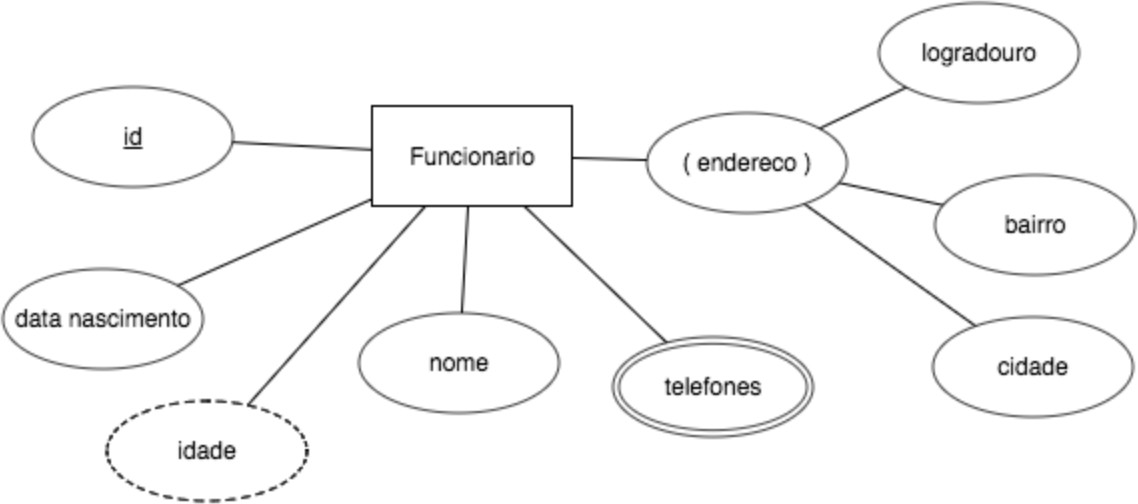 logradouro
id
Funcionario
( endereco )
bairro
data nascimento
nome
telefones
cidade
idade